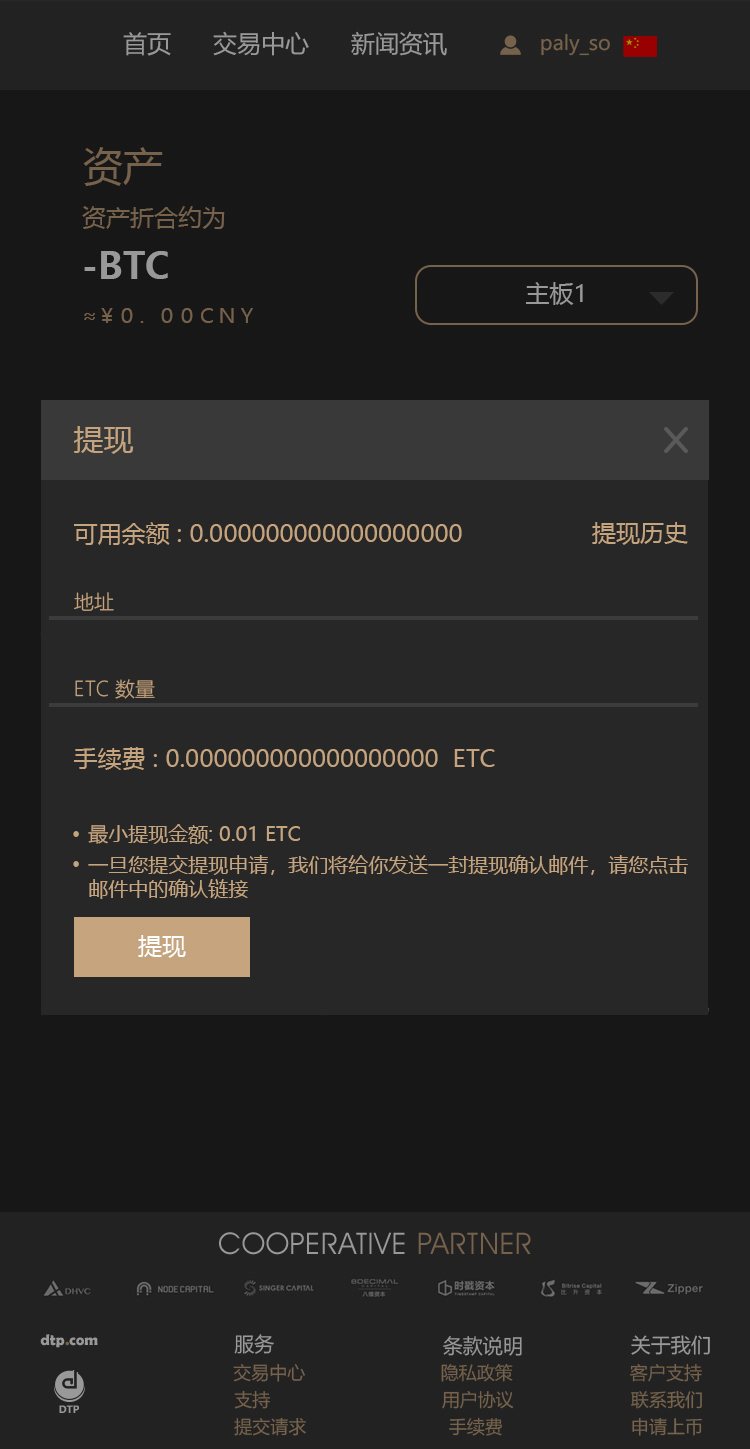 首页 交易中心 新闻资讯 paly_so
资产
资产折合约为
-BTC
≈¥0.00CNY
主板1
提现
可用余额 : 0.000000000000000000 提现历史
地址
ETC 数量
手续费 : 0.000000000000000000 ETC
• 最小提现金额: 0.01 ETC
• 一旦您提交提现申请，我们将给你发送一封提现确认邮件，请您点击
邮件中的确认链接
提现
COOPERATIVE PARTNER
DHVC NODE CAPITAL SINGER CAPITAL 8DECIMAL CAPITAL 八维资本 时戳资本 TIMESTAMP CAPITAL Bitrise Capital 比升资本 Zipper
dtp.com 服务 条款说明 关于我们
交易中心 隐私政策 客户支持
DTP 支持 用户协议 联系我们
提交请求 手续费 申请上币